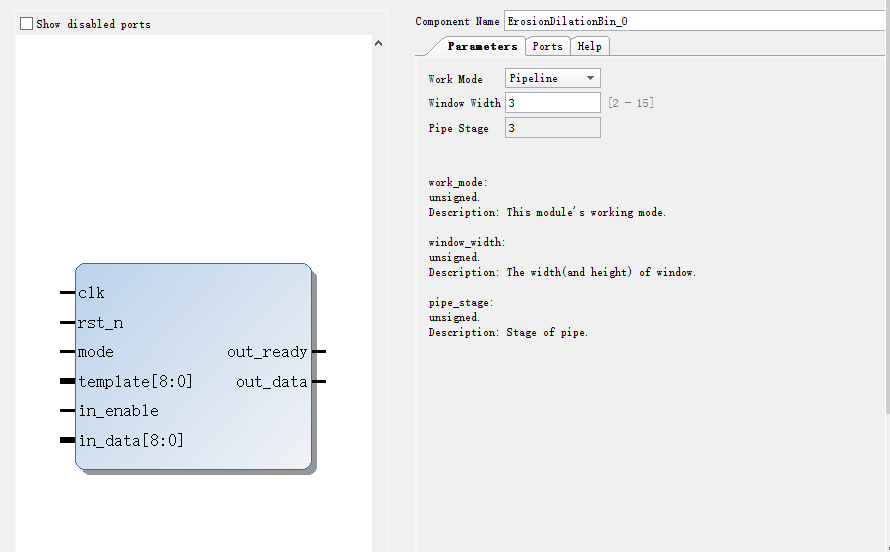 Show disabled ports
Component Name ErosionDilationBin_0
Parameters Ports Help
Work Mode Pipeline
Window Width 3 [2 - 15]
Pipe Stage 3
work_mode:
unsigned.
Description: This module's working mode.
window_width:
unsigned.
Description: The width(and height) of window.
pipe_stage:
unsigned.
Description: Stage of pipe.
clk
rst_n
mode
template[8:0]
in_enable
in_data[8:0]
out_ready
out_data